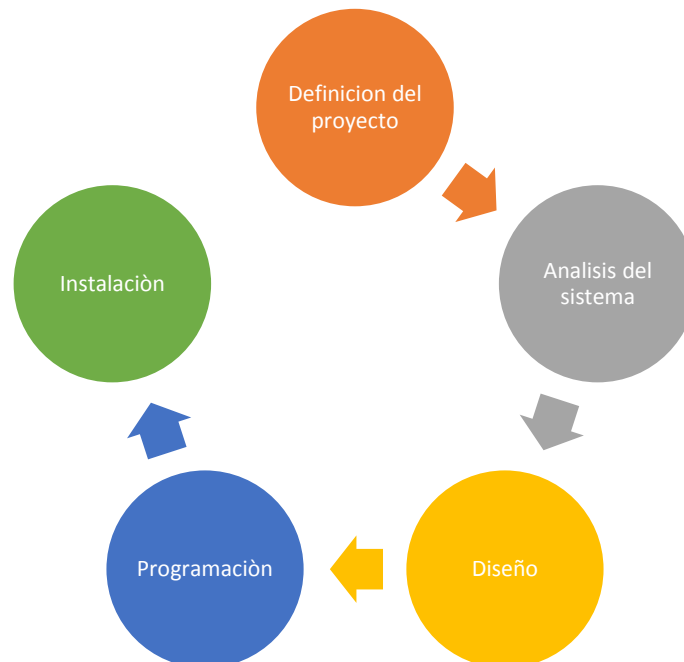 Definicion del
proyecto
Analisis del
sistema
Diseño
Programaciòn
Instalaciòn